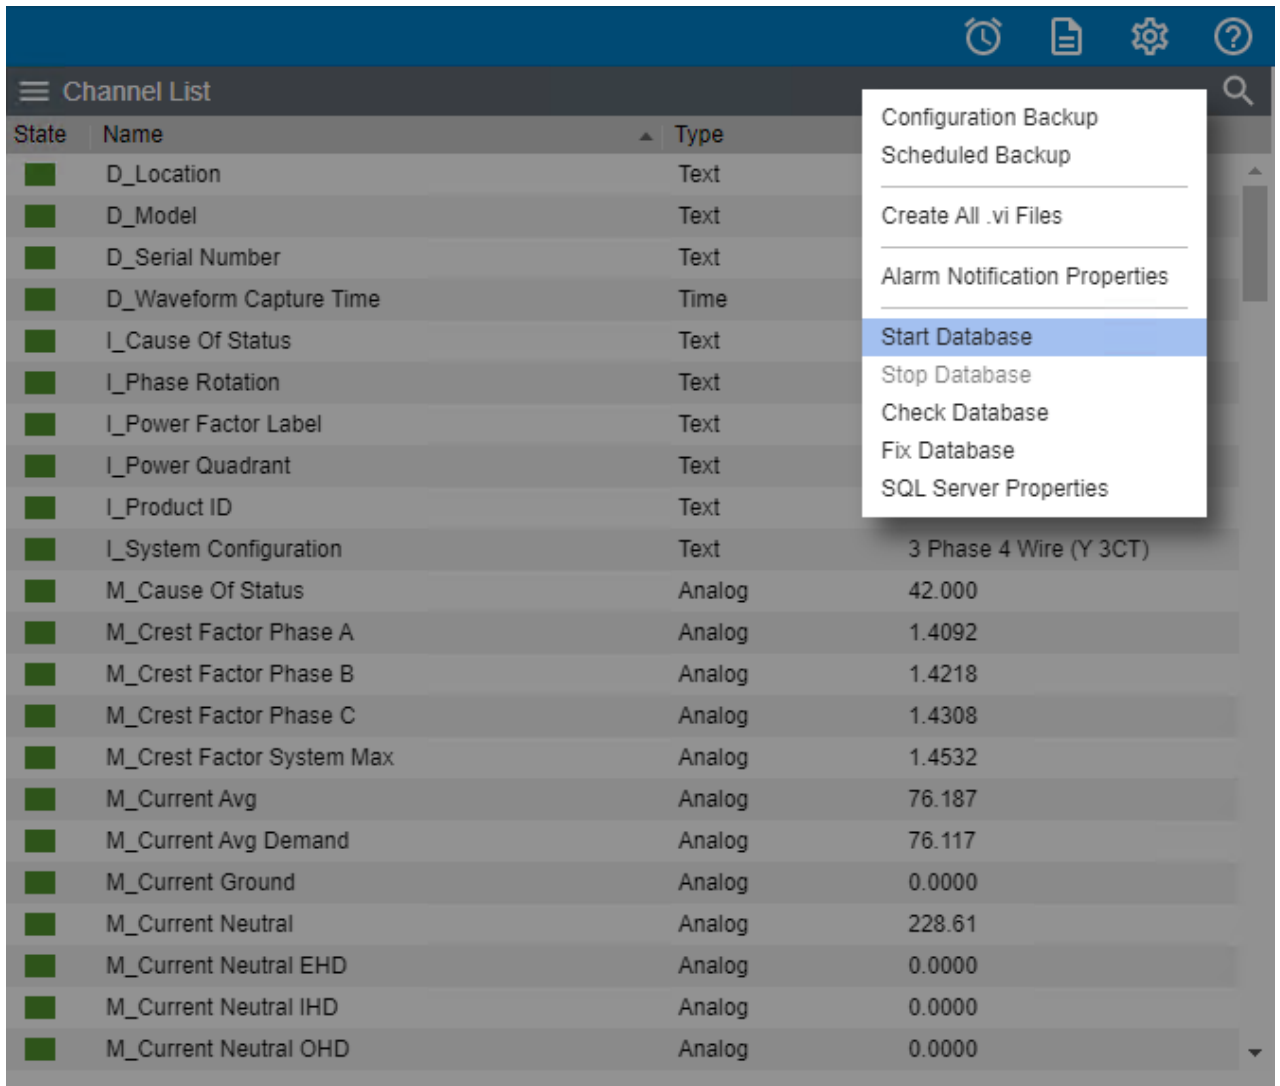 Channel List
State Name Type
D_Location Text
D_Model Text
D_Serial Number Text
D_Waveform Capture Time Time
I_Cause Of Status Text
I_Phase Rotation Text
I_Power Factor Label Text
I_Power Quadrant Text
I_Product ID Text
I_System Configuration Text 3 Phase 4 Wire (Y 3CT)
M_Cause Of Status Analog 42.000
M_Crest Factor Phase A Analog 1.4092
M_Crest Factor Phase B Analog 1.4218
M_Crest Factor Phase C Analog 1.4308
M_Crest Factor System Max Analog 1.4532
M_Current Avg Analog 76.187
M_Current Avg Demand Analog 76.117
M_Current Ground Analog 0.0000
M_Current Neutral Analog 228.61
M_Current Neutral EHD Analog 0.0000
M_Current Neutral IHD Analog 0.0000
M_Current Neutral OHD Analog 0.0000
Configuration Backup
Scheduled Backup
Create All .vi Files
Alarm Notification Properties
Start Database
Stop Database
Check Database
Fix Database
SQL Server Properties